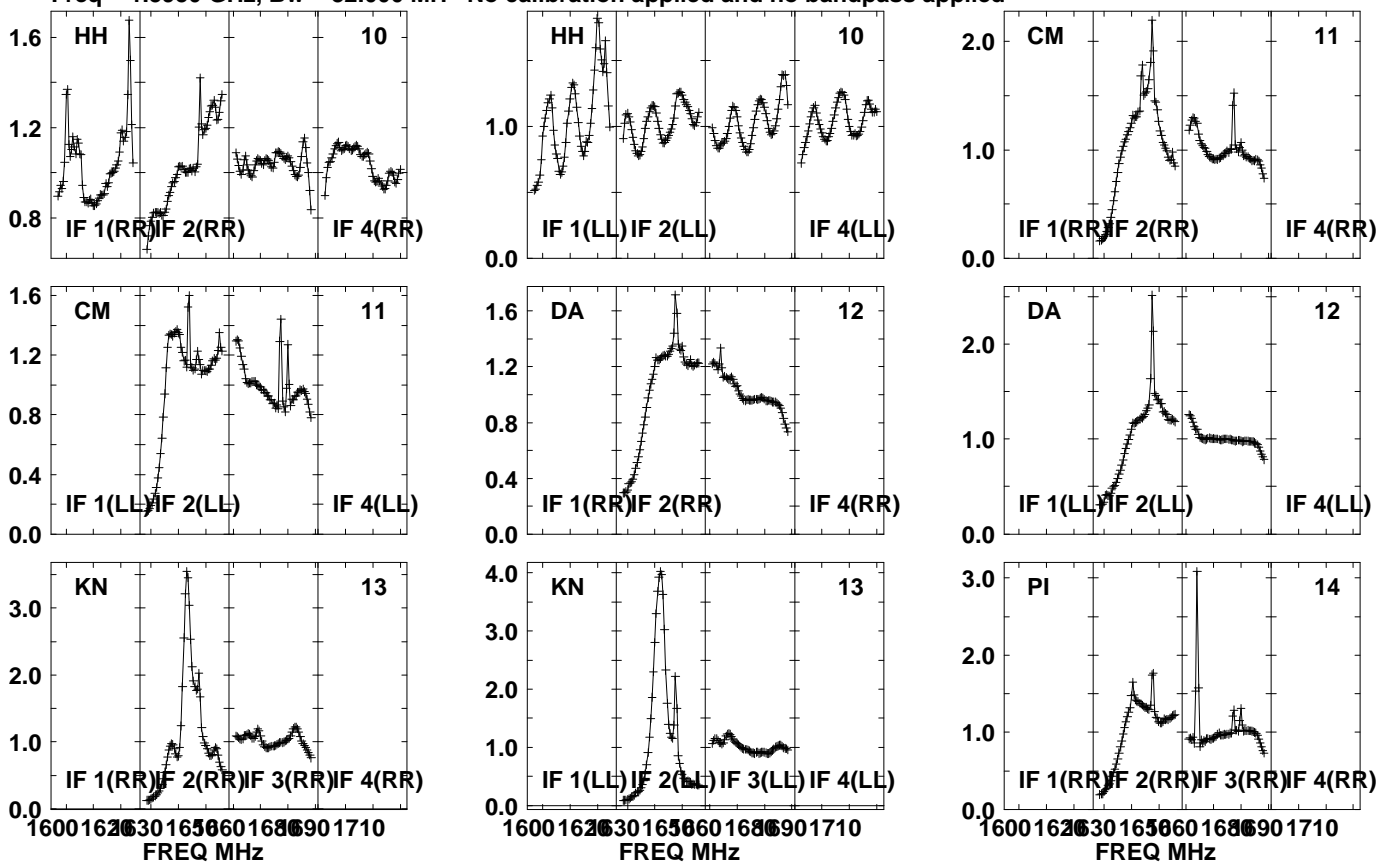 Freq GHz, No calibration applied and no bandpass applied
HH 10
1.6
1.2
0.8
IF 1(RR) IF 2(RR) IF 4(RR)
HH 10
1.0
0.0
IF 1(LL) IF 2(LL) IF 4(LL)
CM 11
2.0
1.0
0.0
IF 1(RR) IF 2(RR) IF 4(RR)
CM 11
1.6
1.2
0.8
0.4
0.0
IF 1(LL) IF 2(LL) IF 4(LL)
DA 12
1.6
1.2
0.8
0.4
0.0
IF 1(RR) IF 2(RR) IF 4(RR)
DA 12
2.0
1.0
0.0
IF 1(LL) IF 2(LL) IF 4(LL)
KN 13
3.0
2.0
1.0
0.0
IF 1(RR) IF 2(RR) IF 3(RR) IF 4(RR)
1600 1620 1630 1650 1660 1680 1690 1710
FREQ MHz
KN 13
4.0
3.0
2.0
1.0
0.0
IF 1(LL) IF 2(LL) IF 3(LL) IF 4(LL)
1600 1620 1630 1650 1660 1680 1690 1710
FREQ MHz
PI 14
3.0
2.0
1.0
0.0
IF 1(RR) IF 2(RR) IF 3(RR) IF 4(RR)
1600 1620 1630 1650 1660 1680 1690 1710
FREQ MHz